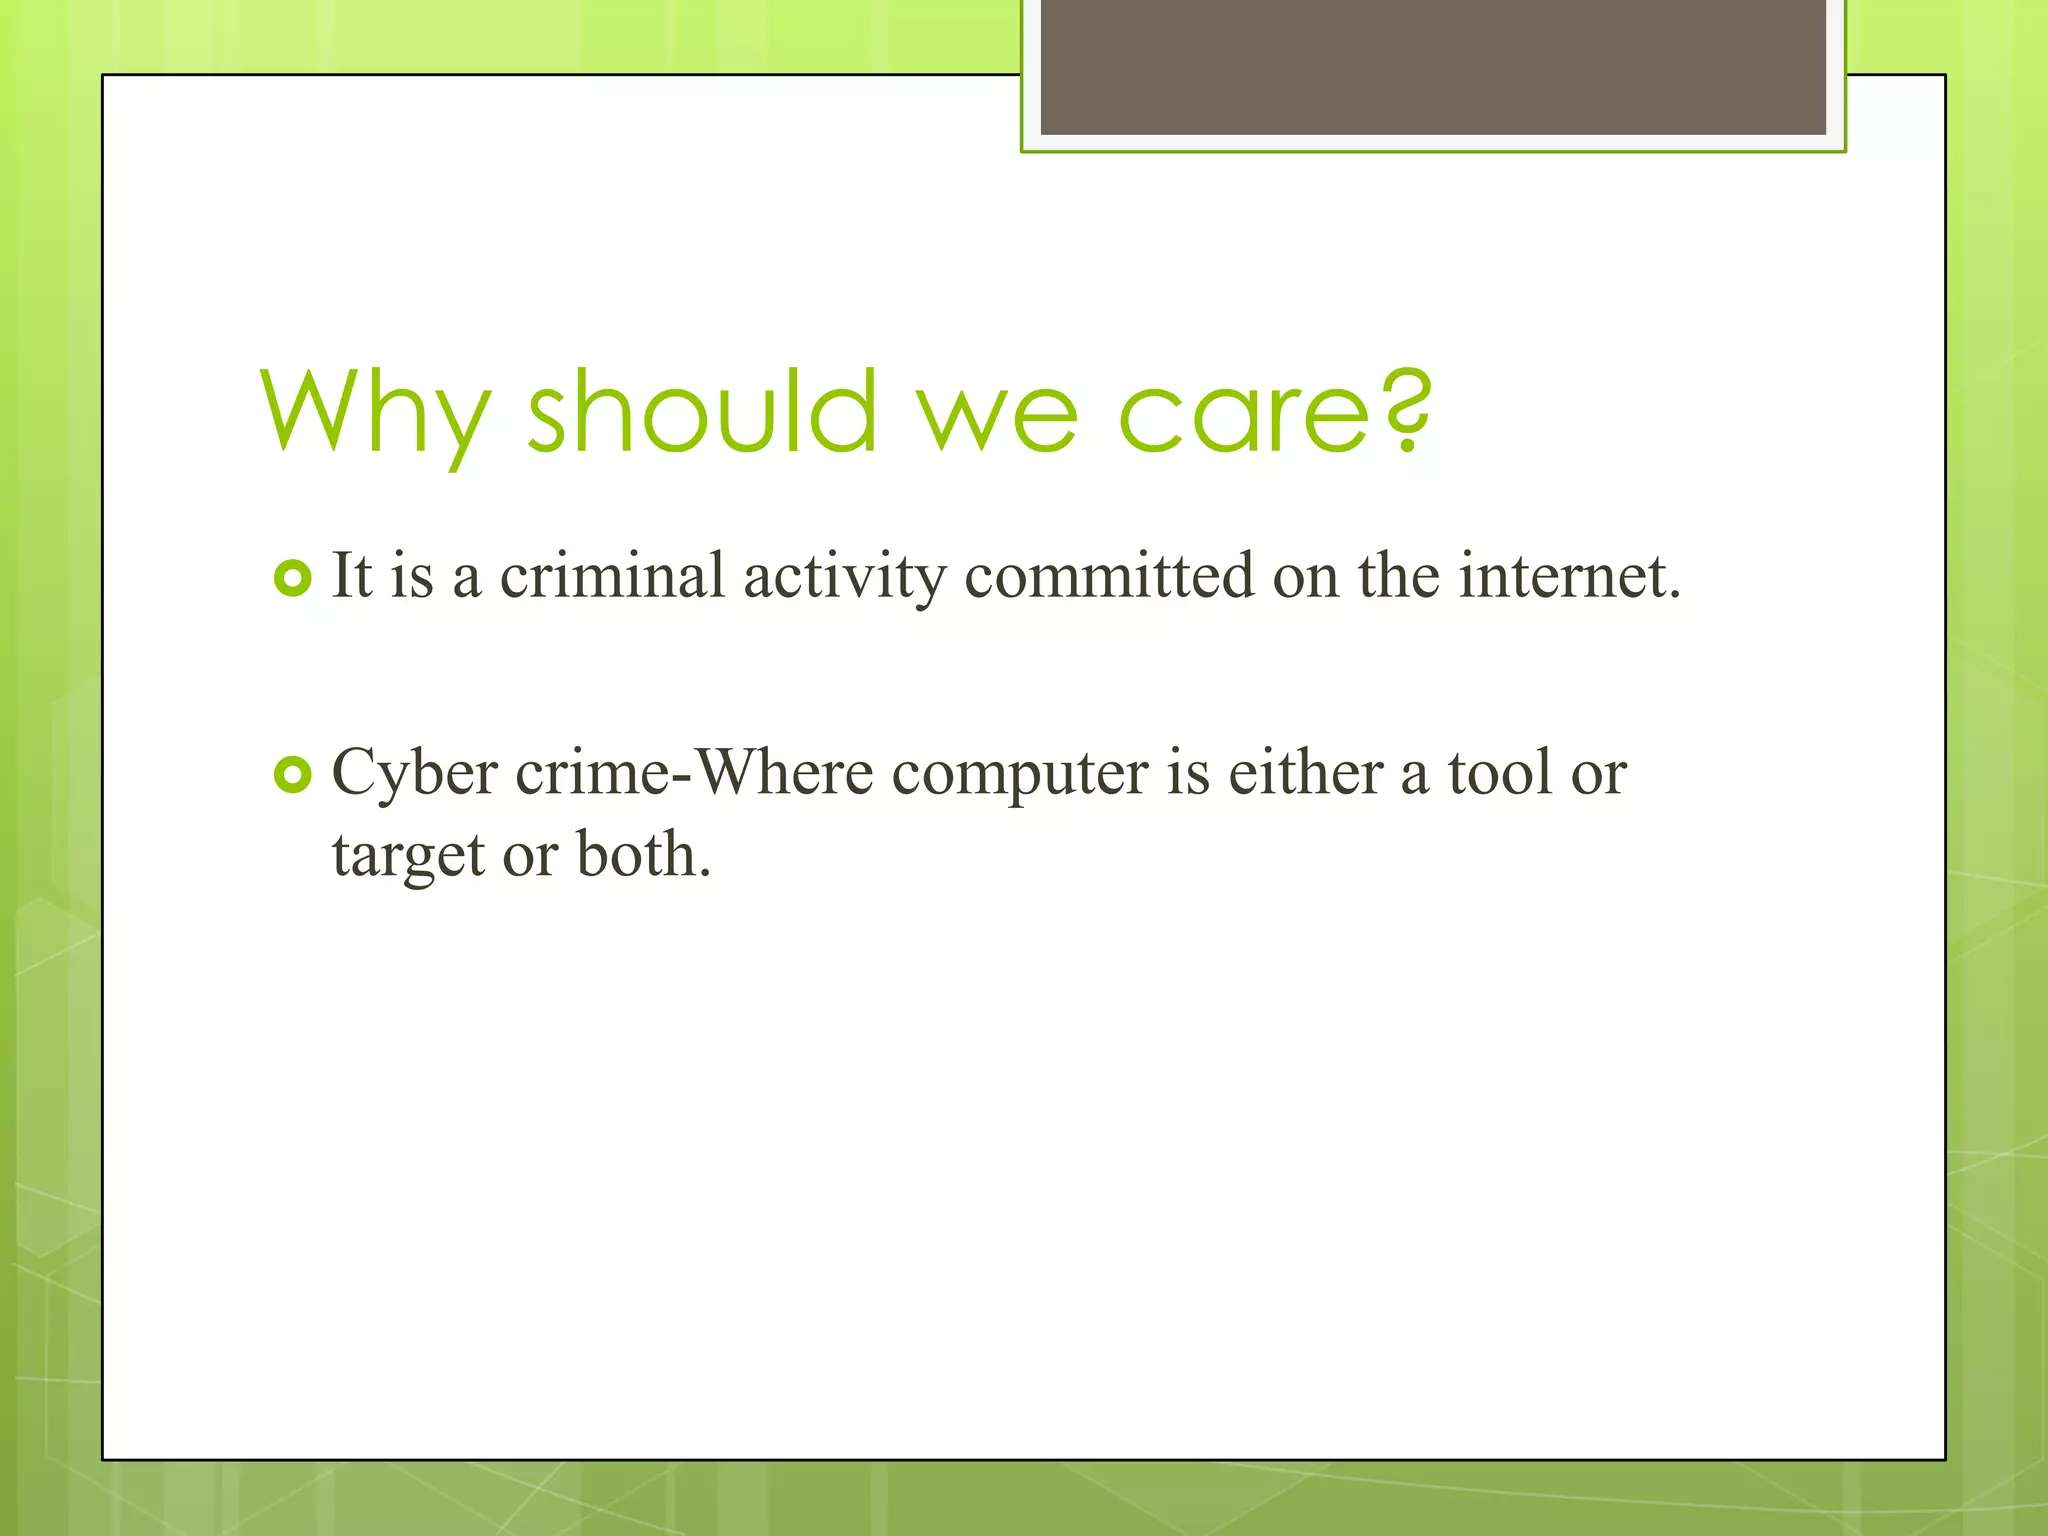 Why should we care?
It is a criminal activity committed on the internet.
Cyber crime-Where computer is either a tool or
target or both.